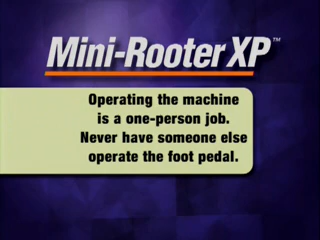 Mini-Rooter XP™
Operating the machine
is a one-person job.
Never have someone else
operate the foot pedal.